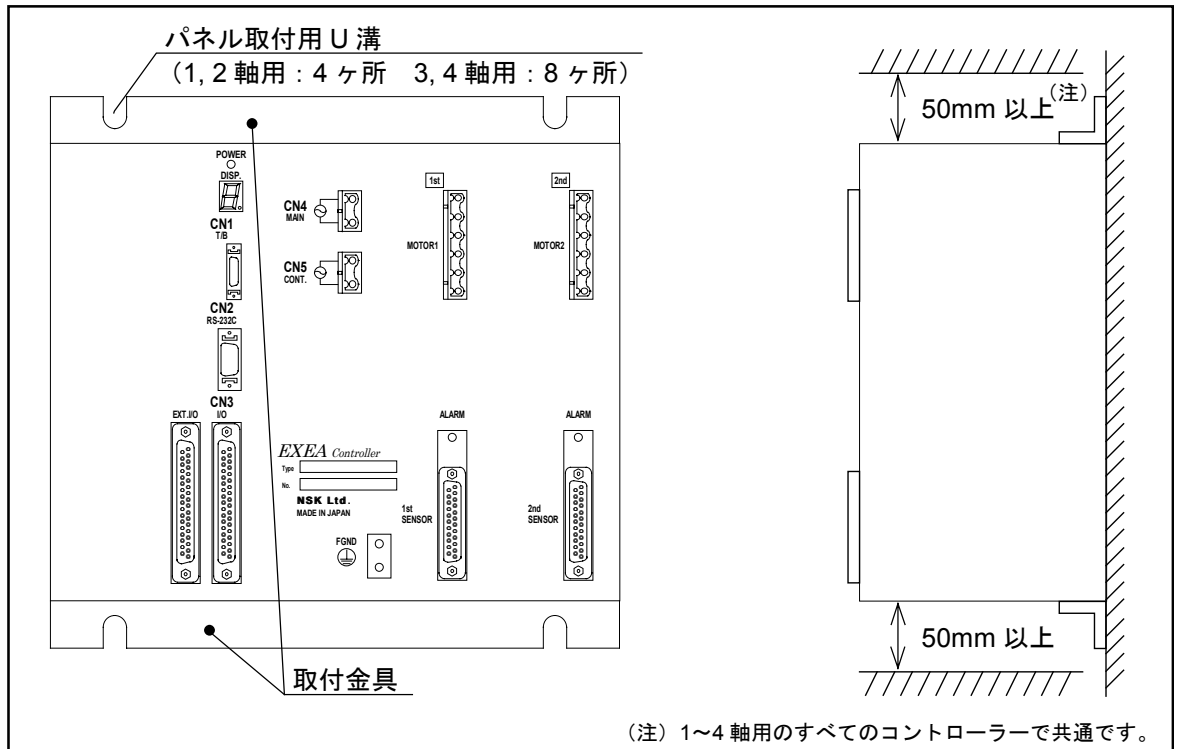 パネル取付用 U 溝
（1, 2 軸用：4 ヶ所　3, 4 軸用：8 ヶ所）
50mm 以上（注）
POWER
DISP.
CN1
T/B
CN4
MAIN
1st
2nd
MOTOR1
MOTOR2
CN5
CONT.
CN2
RS-232C
CN3
EXT.I/O
I/O
ALARM
ALARM
EXEA Controller
Type
No.
NSK Ltd.
MADE IN JAPAN
1st
SENSOR
2nd
SENSOR
FGND
50mm 以上
取付金具
（注）1～4 軸用のすべてのコントローラーで共通です。